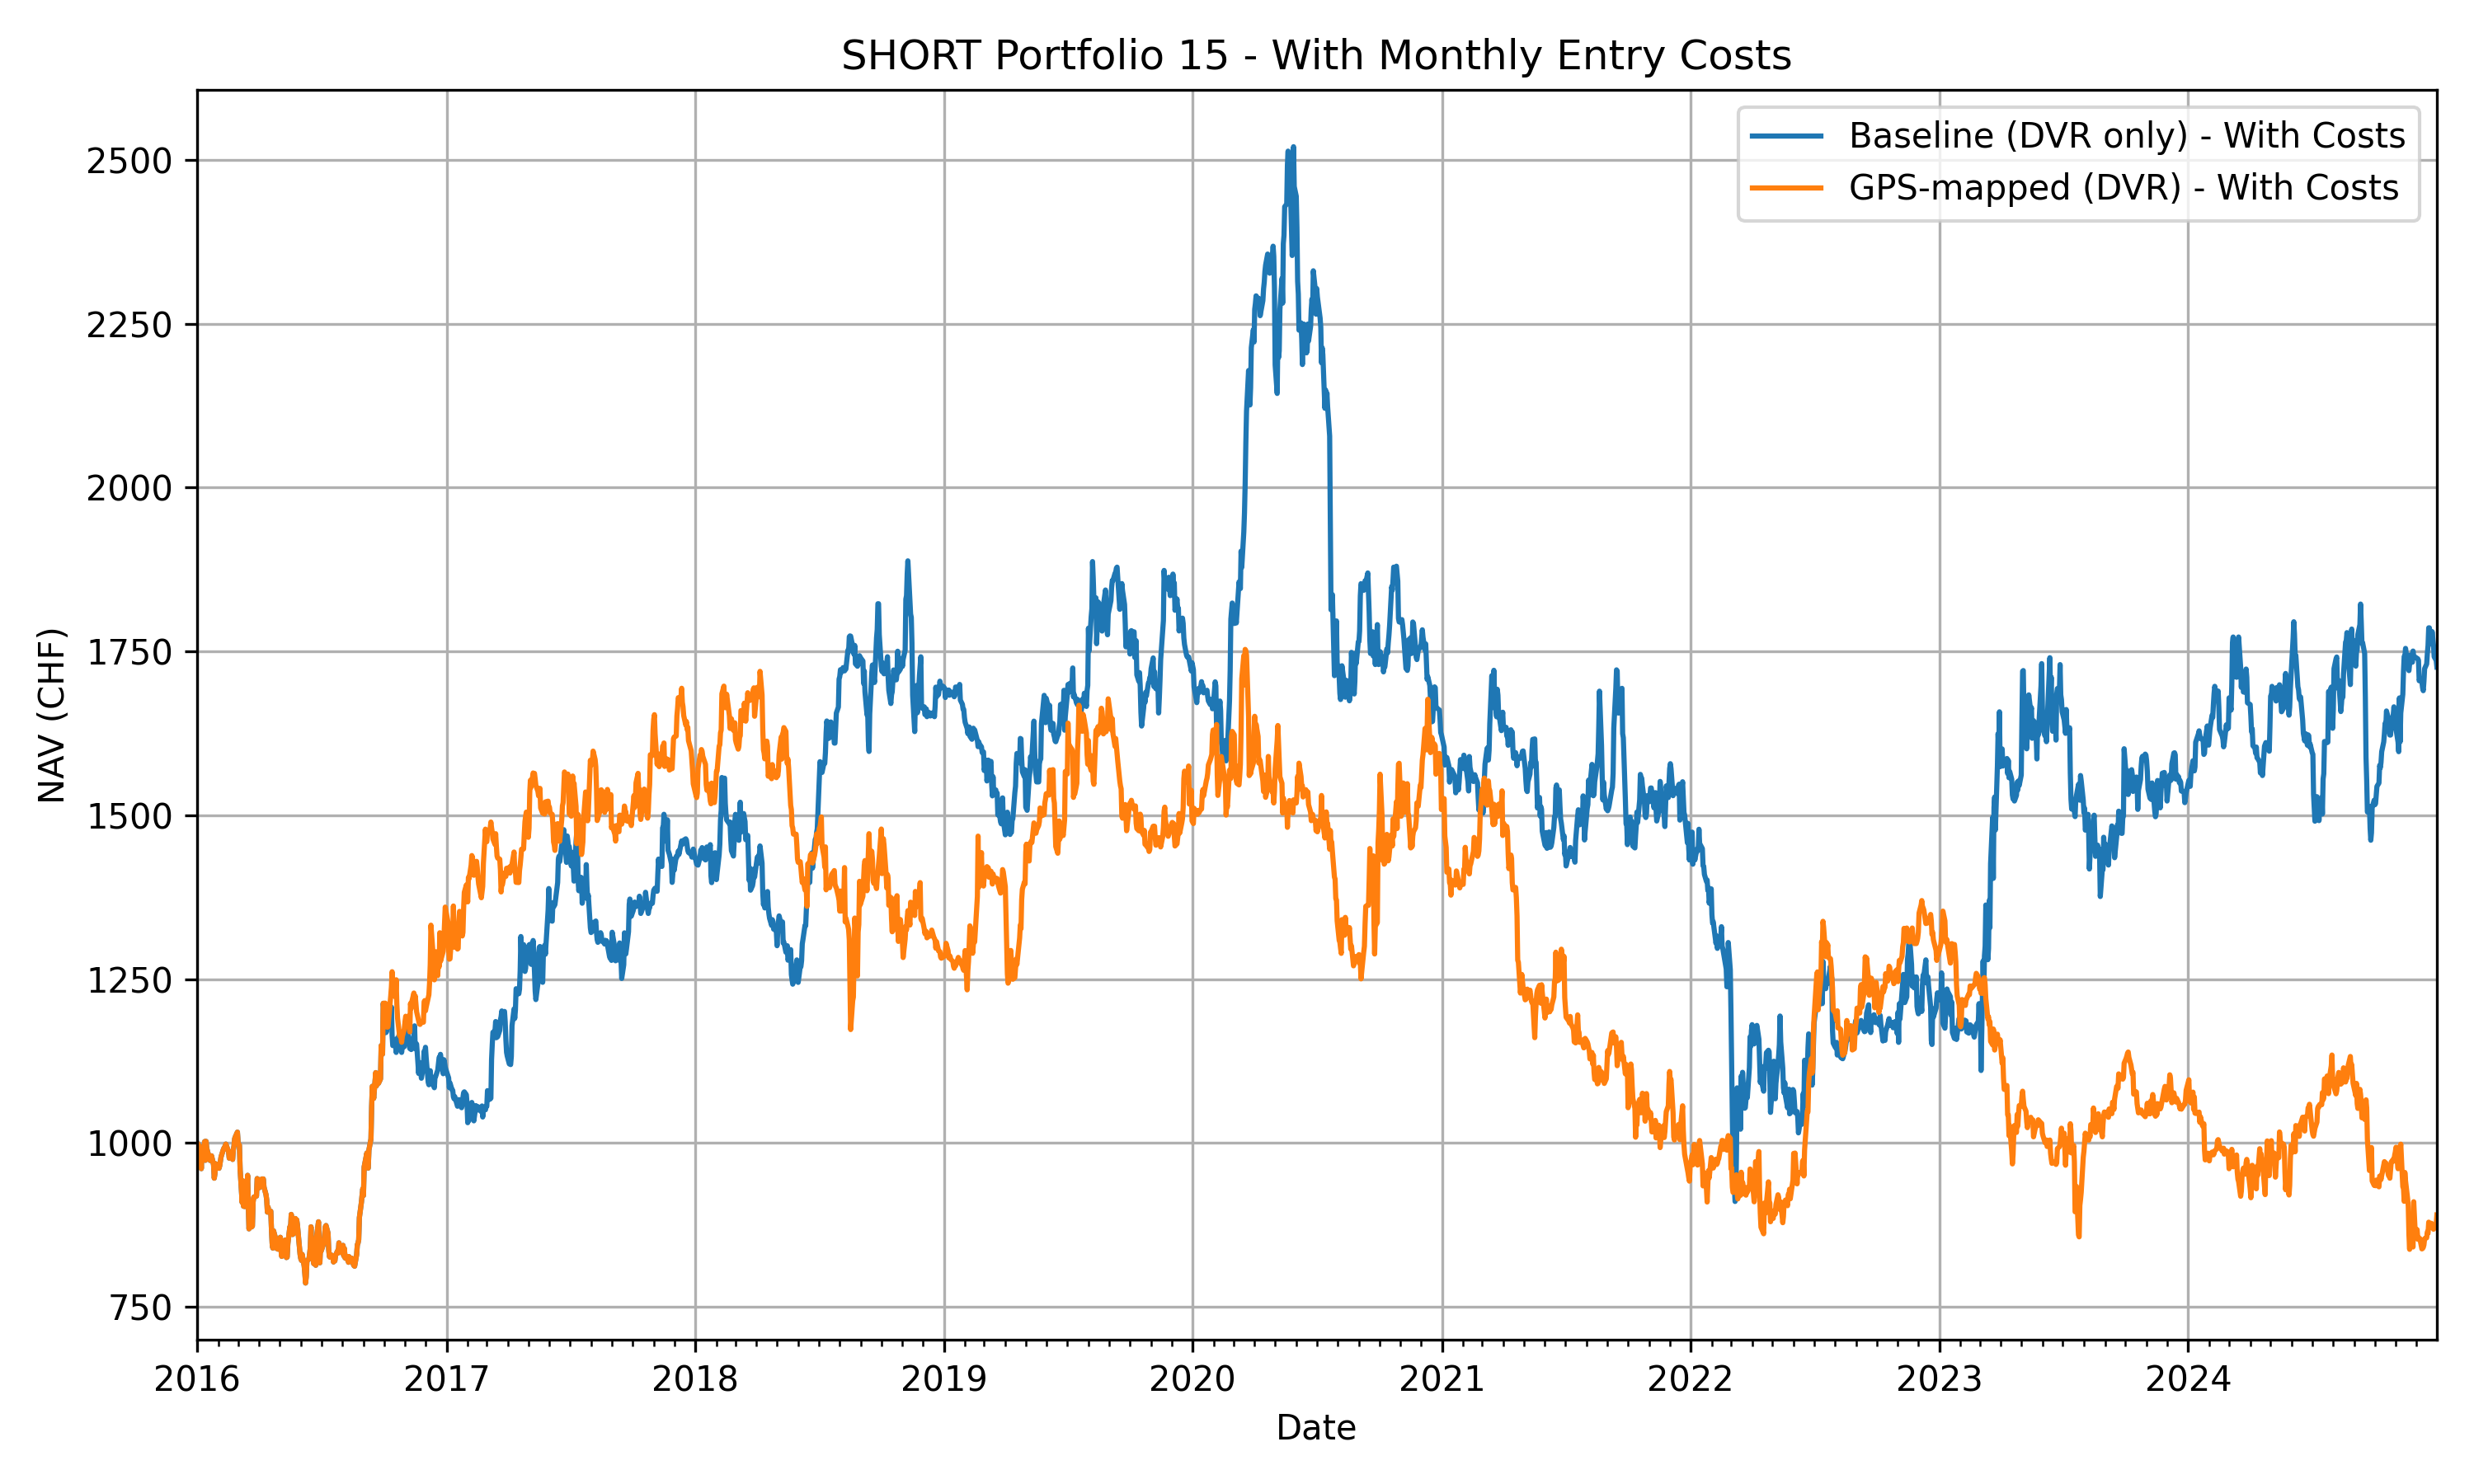 SHORT Portfolio 15 - With Monthly Entry Costs
Baseline (DVR only) - With Costs
GPS-mapped (DVR) - With Costs
NAV (CHF)
2500
2250
2000
1750
1500
1250
1000
750
2016 2017 2018 2019 2020 2021 2022 2023 2024
Date